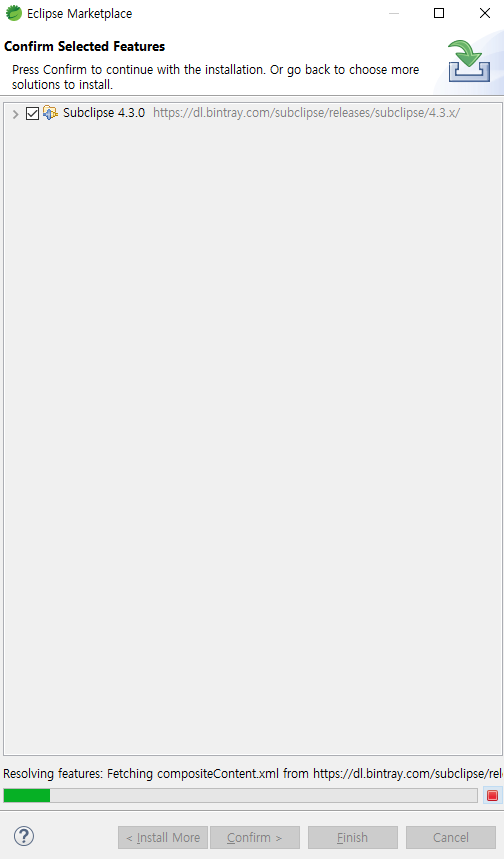 Eclipse Marketplace
Confirm Selected Features
Press Confirm to continue with the installation. Or go back to choose more
solutions to install.
Subclipse 4.3.0 https://dl.bintray.com/subclipse/releases/subclipse/4.3.x/
Resolving features: Fetching compositeContent.xml from https://dl.bintray.com/subclipse/rel
?
< Install More
Confirm >
Finish
Cancel